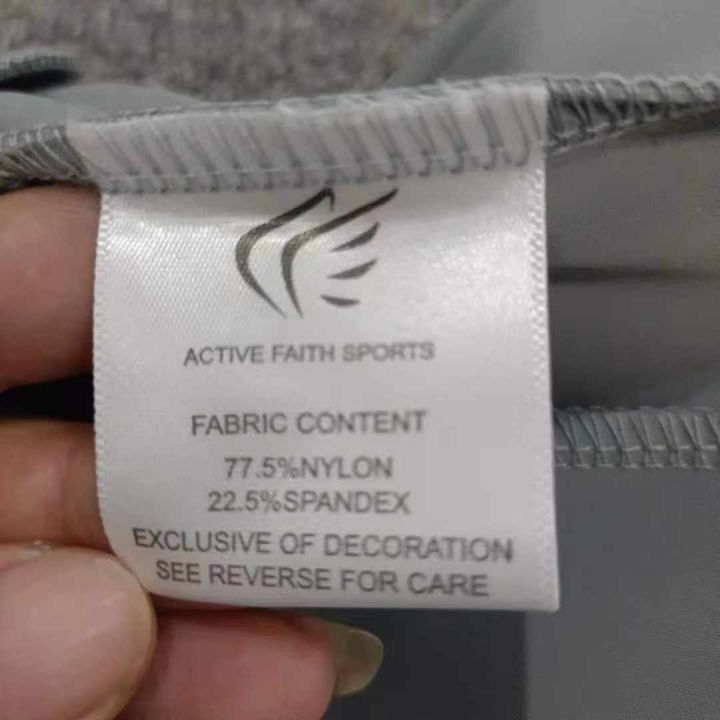 ACTIVE FAITH SPORTS
FABRIC CONTENT
77.5%NYLON
22.5%SPANDEX
EXCLUSIVE OF DECORATION
SEE REVERSE FOR CARE